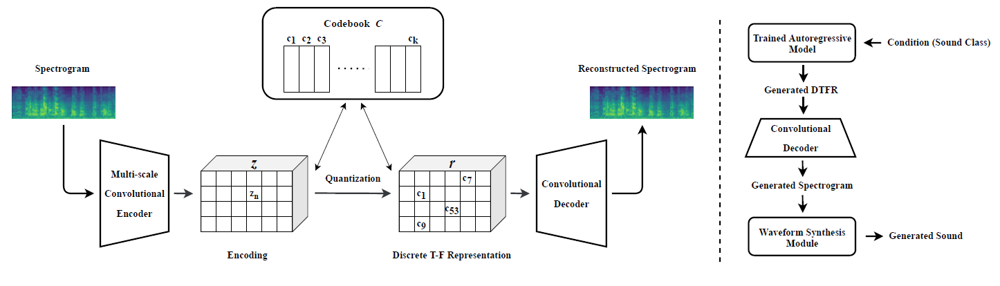 Codebook C
c1 c2 c3 ...... ck
Spectrogram
Reconstructed Spectrogram
Multi-scale
Convolutional
Encoder
z
zn
Encoding
Quantization
r
c7
c1
c53
c9
Discrete T-F Representation
Convolutional
Decoder
Trained Autoregressive
Model
Condition (Sound Class)
Generated DTFR
Convolutional
Decoder
Generated Spectrogram
Waveform Synthesis
Module
Generated Sound